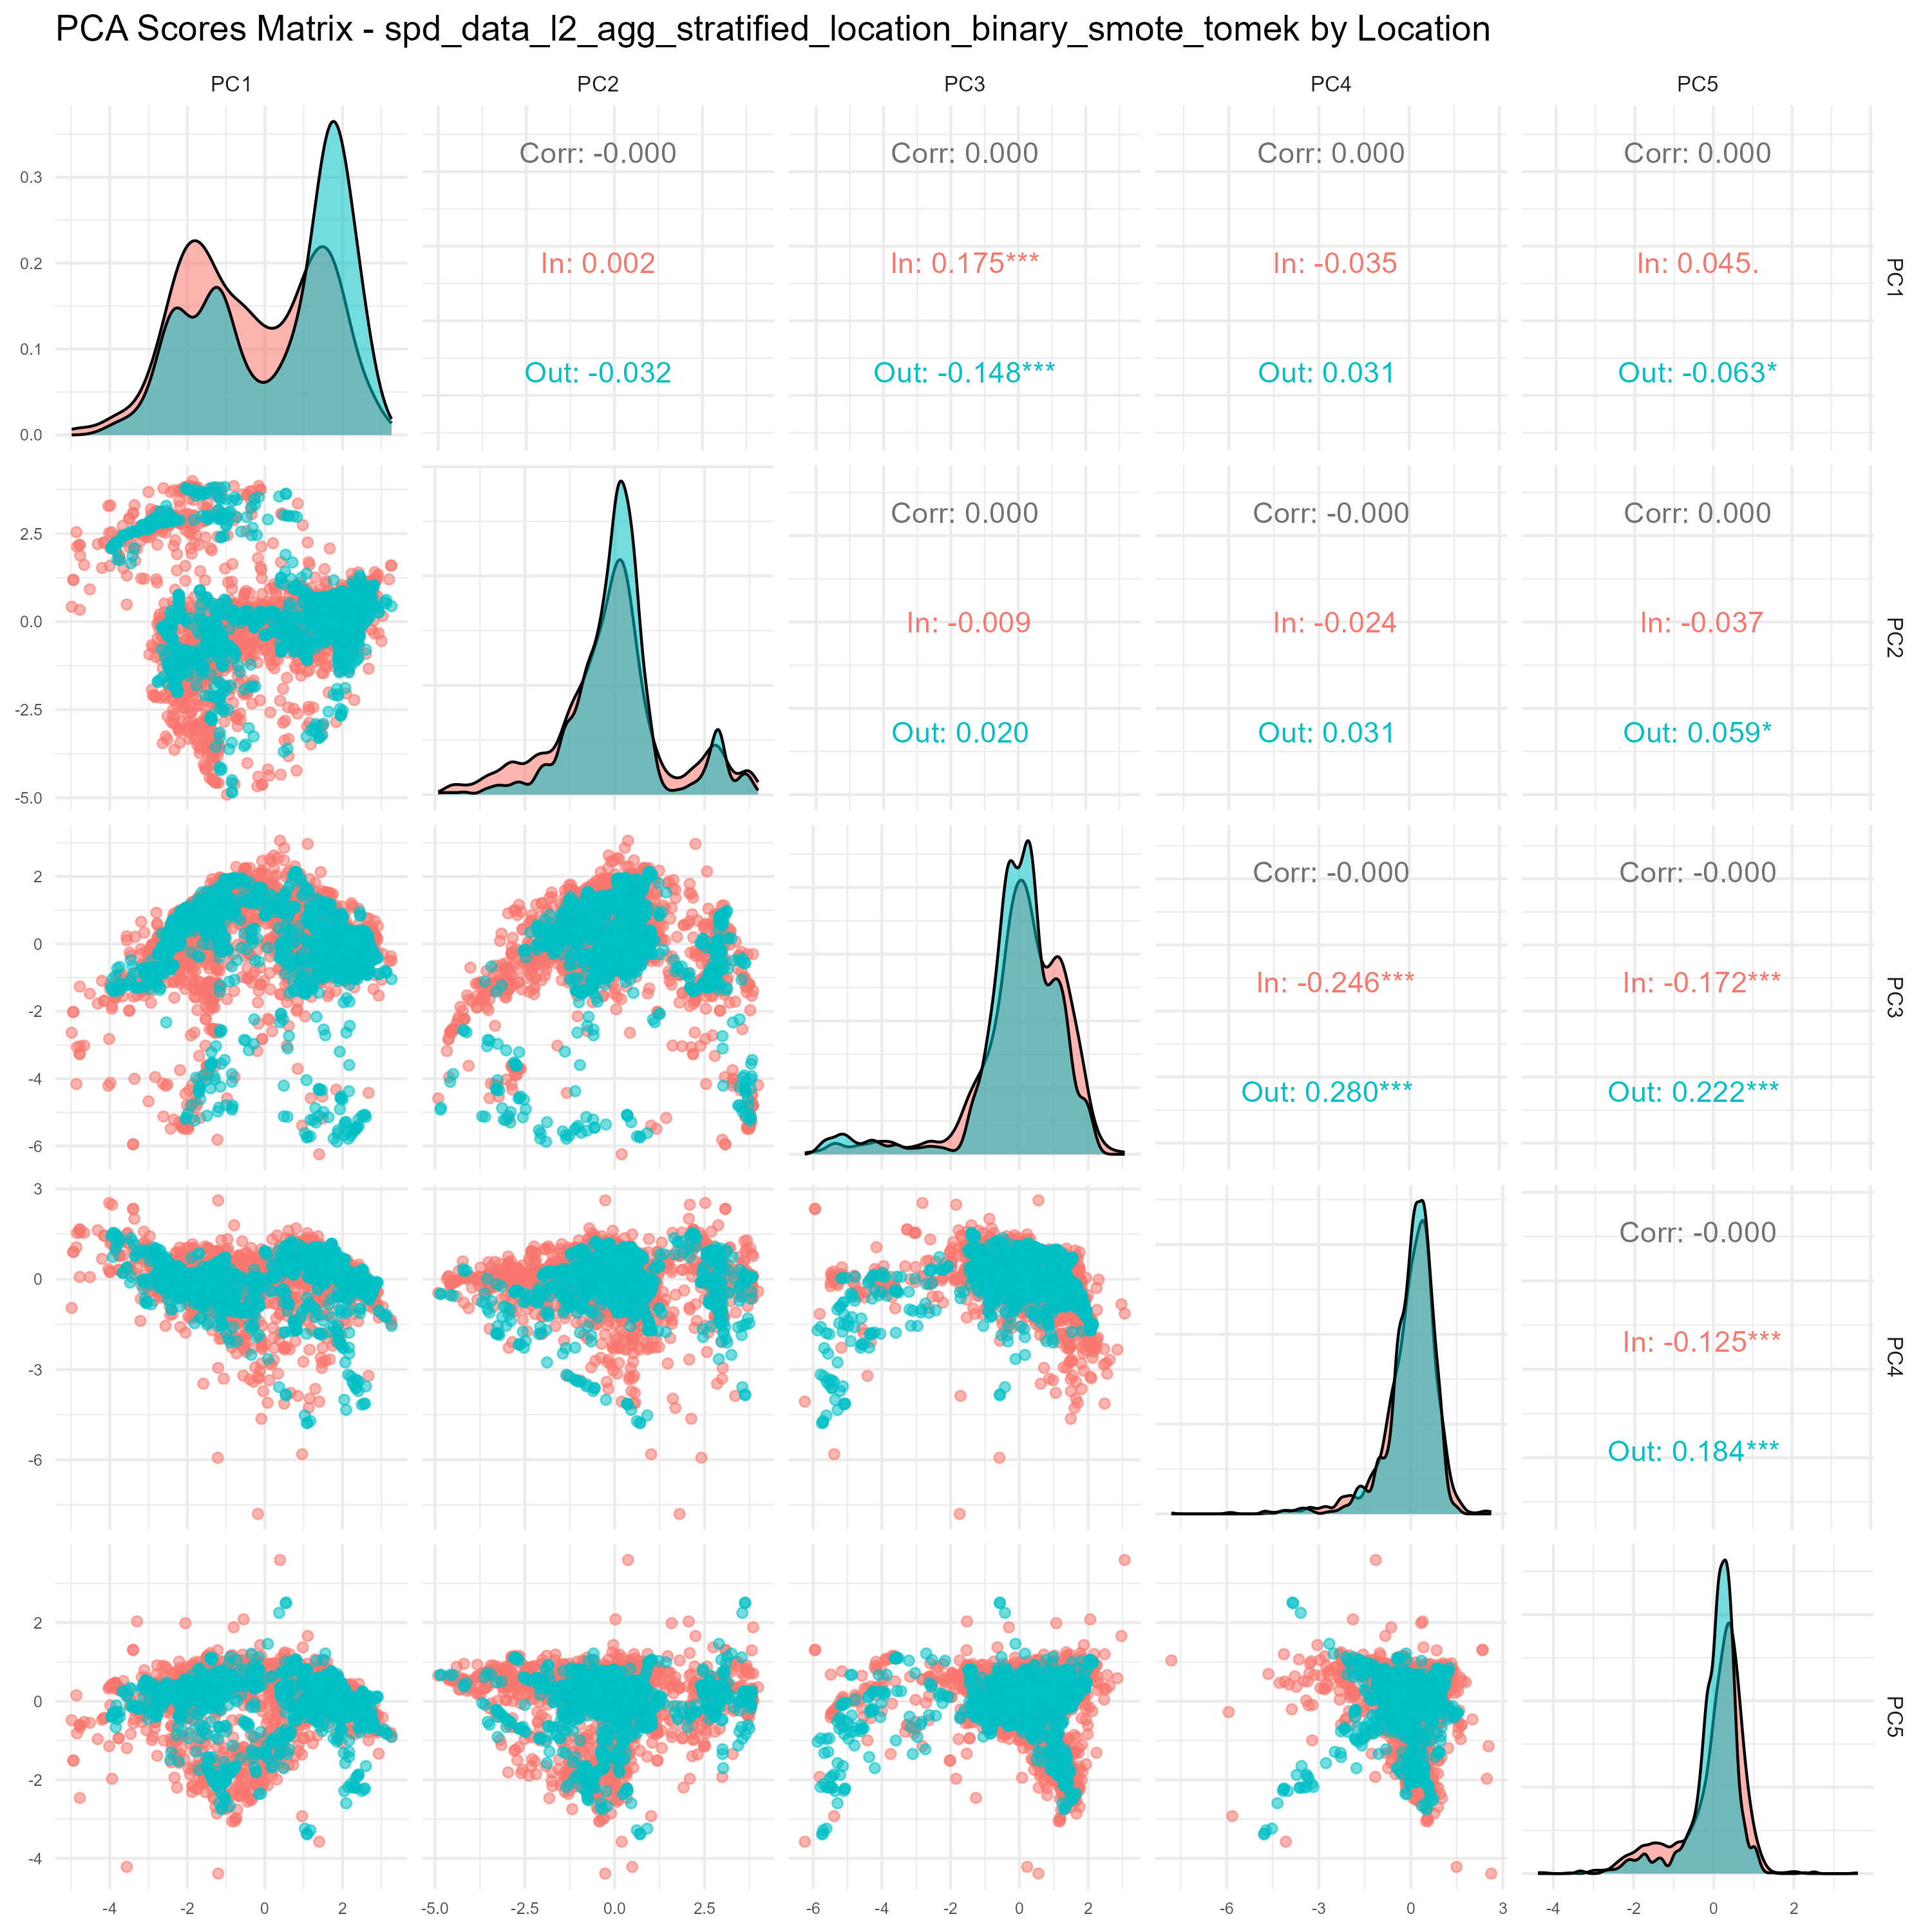 PCA Scores Matrix - spd_data_l2_agg_stratified_location_binary_smote_tomek by Location
PC1 PC2 PC3 PC4 PC5
0.3
0.2
0.1
0.0
Corr: -0.000
In: 0.002
Out: -0.032
Corr: 0.000
In: 0.175***
Out: -0.148***
Corr: 0.000
In: -0.035
Out: 0.031
Corr: 0.000
In: 0.045.
Out: -0.063*
PC1
2.5
0.0
-2.5
-5.0
Corr: 0.000
In: -0.009
Out: 0.020
Corr: -0.000
In: -0.024
Out: 0.031
Corr: 0.000
In: -0.037
Out: 0.059*
PC2
2
0
-2
-4
-6
Corr: -0.000
In: -0.246***
Out: 0.280***
Corr: -0.000
In: -0.172***
Out: 0.222***
PC3
3
0
-3
-6
Corr: -0.000
In: -0.125***
Out: 0.184***
PC4
2
0
-2
-4
PC5
-4 -2 0 2
-5.0 -2.5 0.0 2.5
-6 -4 -2 0 2
-6 -3 0 3
-4 -2 0 2